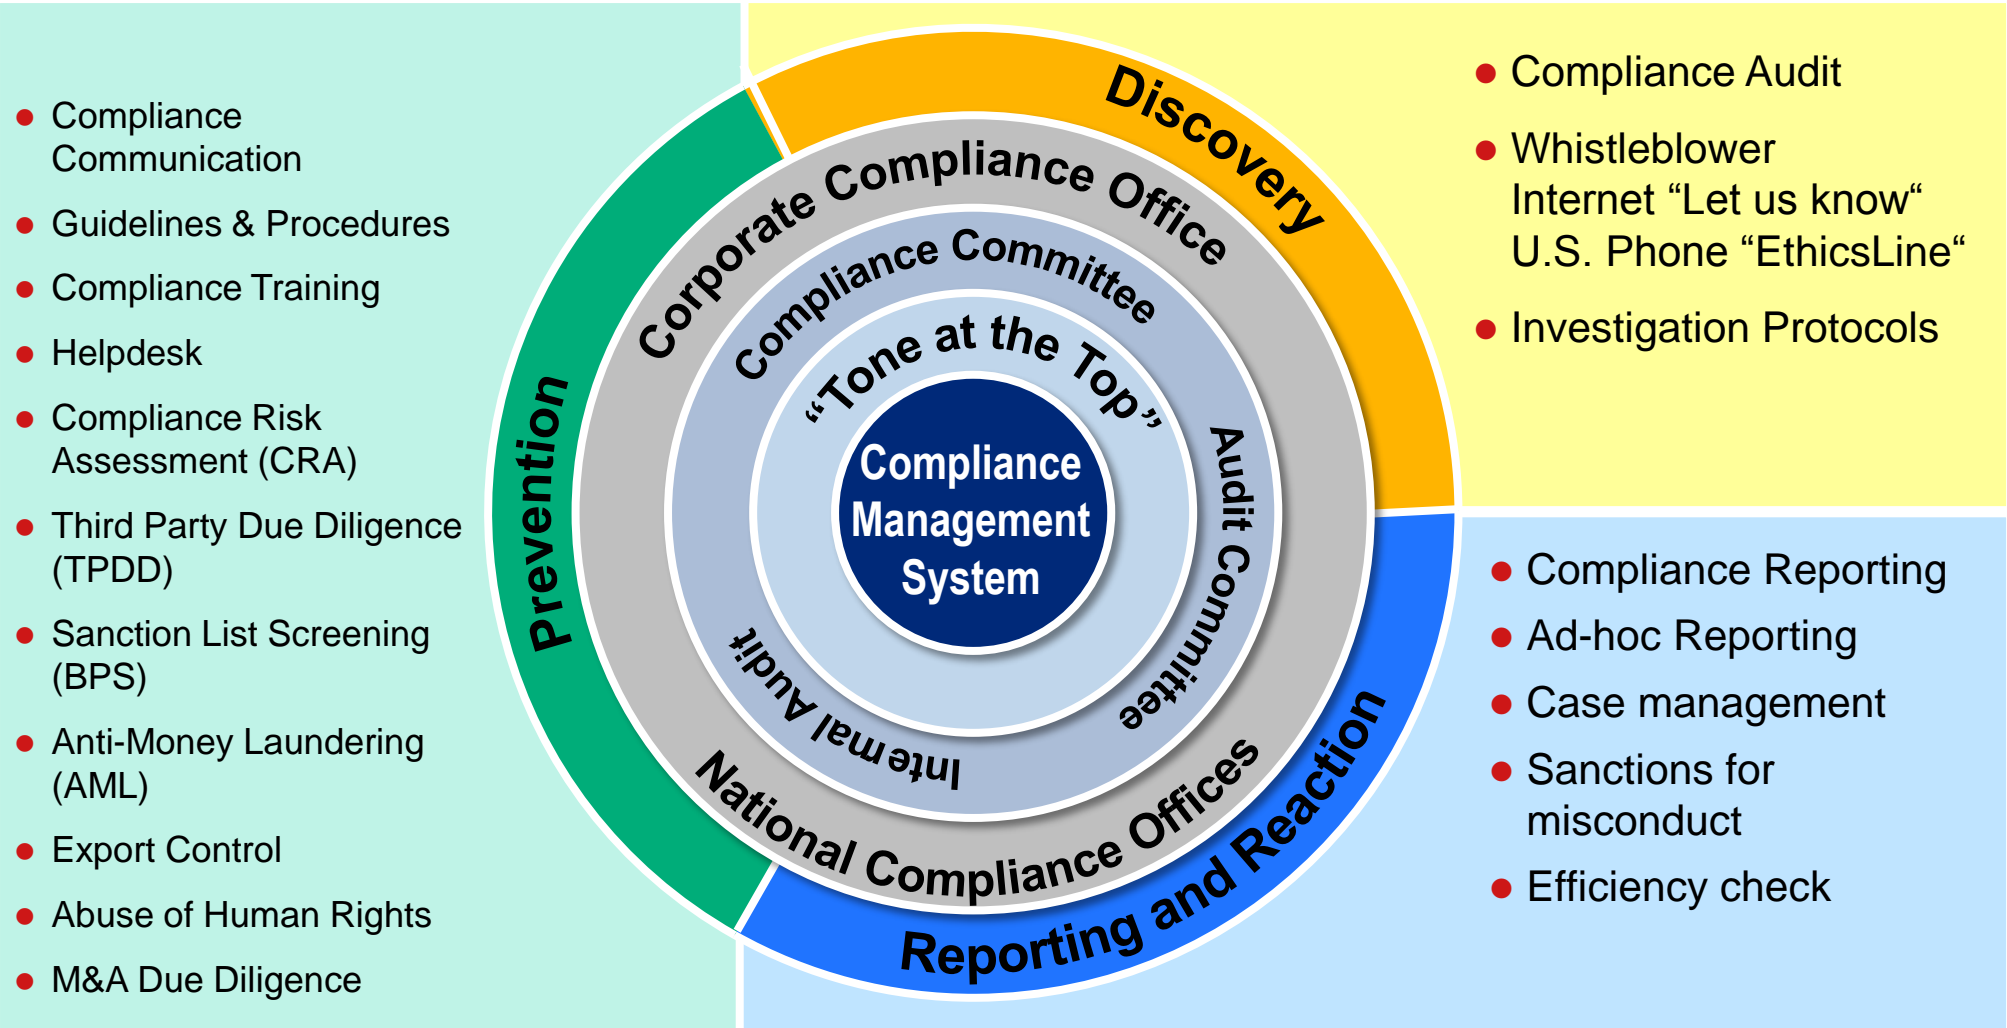 Compliance
Communication
Guidelines & Procedures
Compliance Training
Helpdesk
Compliance Risk
Assessment (CRA)
Third Party Due Diligence
(TPDD)
Sanction List Screening
(BPS)
Anti-Money Laundering
(AML)
Export Control
Abuse of Human Rights
M&A Due Diligence
Prevention
Discovery
Reporting and Reaction
Corporate Compliance Office
National Compliance Offices
Compliance Committee
Audit Committee
Internal Audit
“Tone at the Top”
Compliance
Management
System
Compliance Audit
Whistleblower
Internet “Let us know“
U.S. Phone “EthicsLine“
Investigation Protocols
Compliance Reporting
Ad-hoc Reporting
Case management
Sanctions for
misconduct
Efficiency check